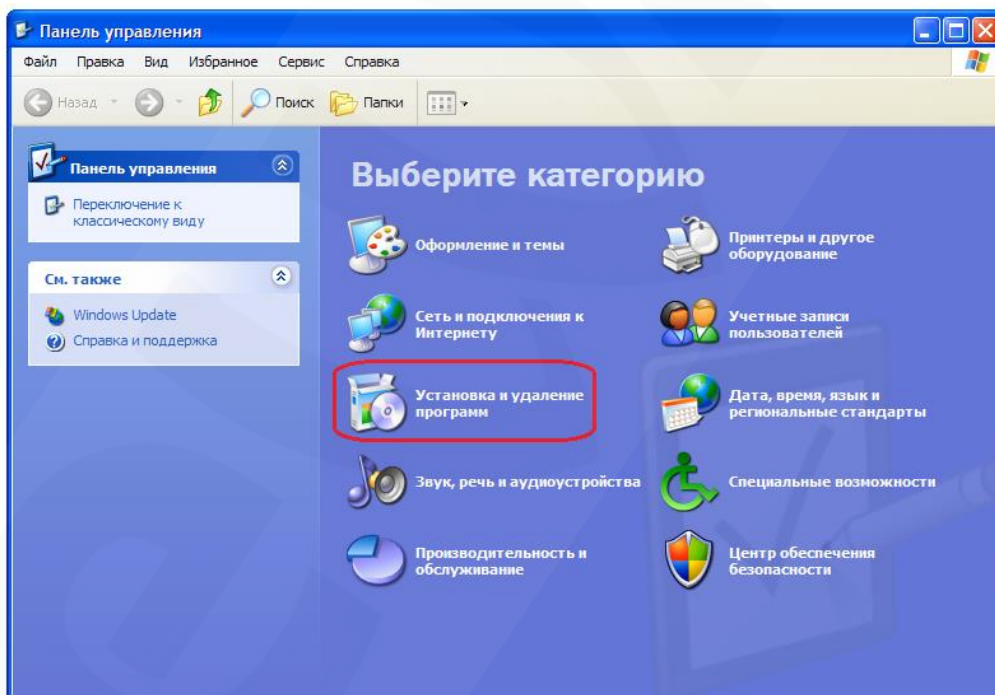 Панель управления
Файл Правка Вид Избранное Сервис Справка
Назад Поиск Папки
Панель управления
Переключение к
классическому виду
См. также
Windows Update
Справка и поддержка
Выберите категорию
Оформление и темы
Принтеры и другое
оборудование
Сеть и подключения к
Интернету
Учетные записи
пользователей
Установка и удаление
программ
Дата, время, язык и
региональные стандарты
Звук, речь и аудиоустройства
Специальные возможности
Производительность и
обслуживание
Центр обеспечения
безопасности